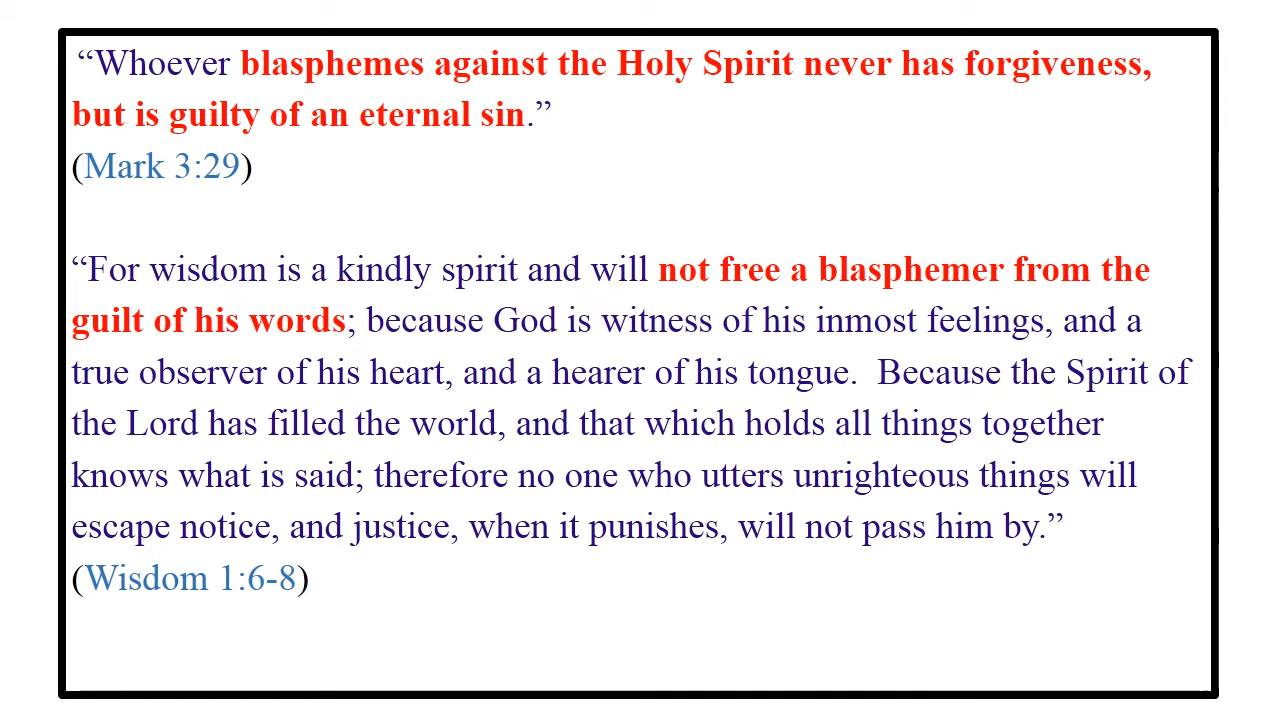 “Whoever blasphemes against the Holy Spirit never has forgiveness,
but is guilty of an eternal sin.”
(Mark 3:29)
“For wisdom is a kindly spirit and will not free a blasphemer from the
guilt of his words; because God is witness of his inmost feelings, and a
true observer of his heart, and a hearer of his tongue.  Because the Spirit of
the Lord has filled the world, and that which holds all things together
knows what is said; therefore no one who utters unrighteous things will
escape notice, and justice, when it punishes, will not pass him by.”
(Wisdom 1:6-8)